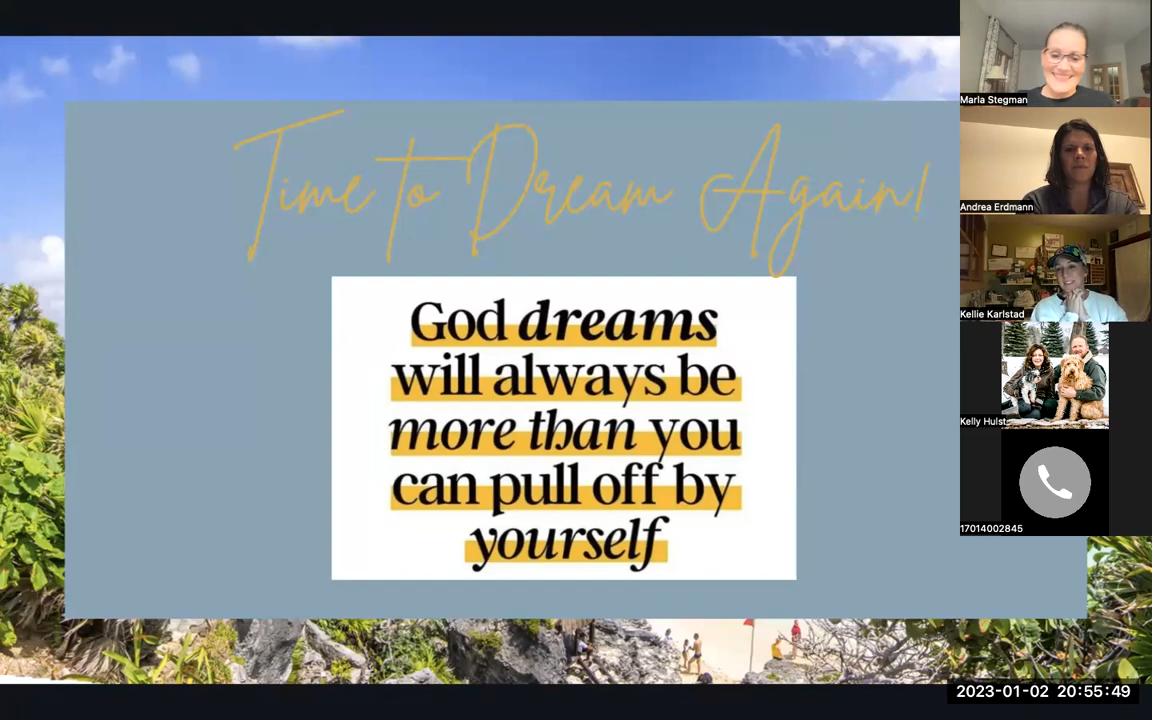 Time to Dream Again!
God dreams
will always be
more than you
can pull off by
yourself
Marla Stegman
Andrea Erdmann
Kellie Karlstad
Kelly Hulst
17014002845
2023-01-02 20:55:49